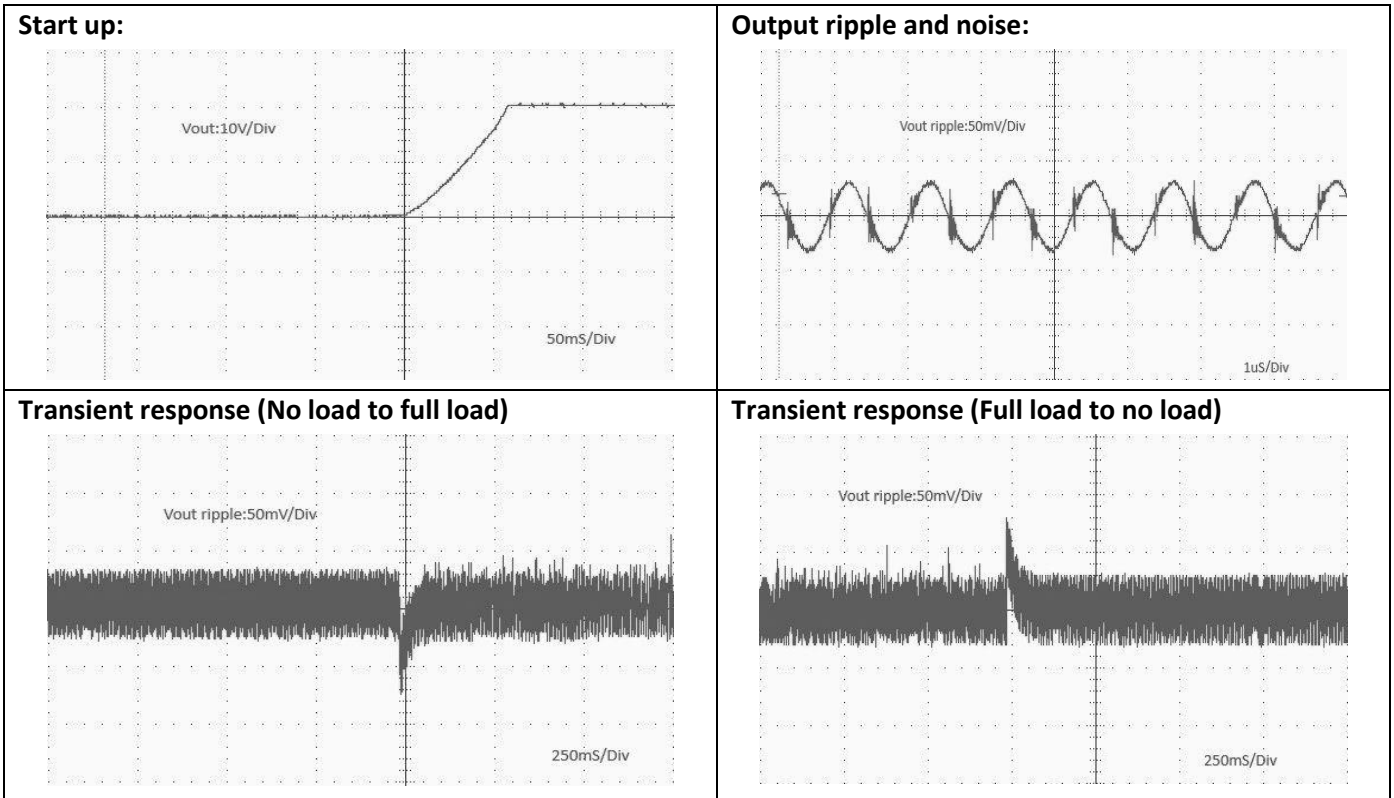 Start up:
Vout:10V/Div
50mS/Div
Output ripple and noise:
Vout ripple:50mV/Div
1uS/Div
Transient response (No load to full load)
Vout ripple:50mV/Div
250mS/Div
Transient response (Full load to no load)
Vout ripple:50mV/Div
250mS/Div